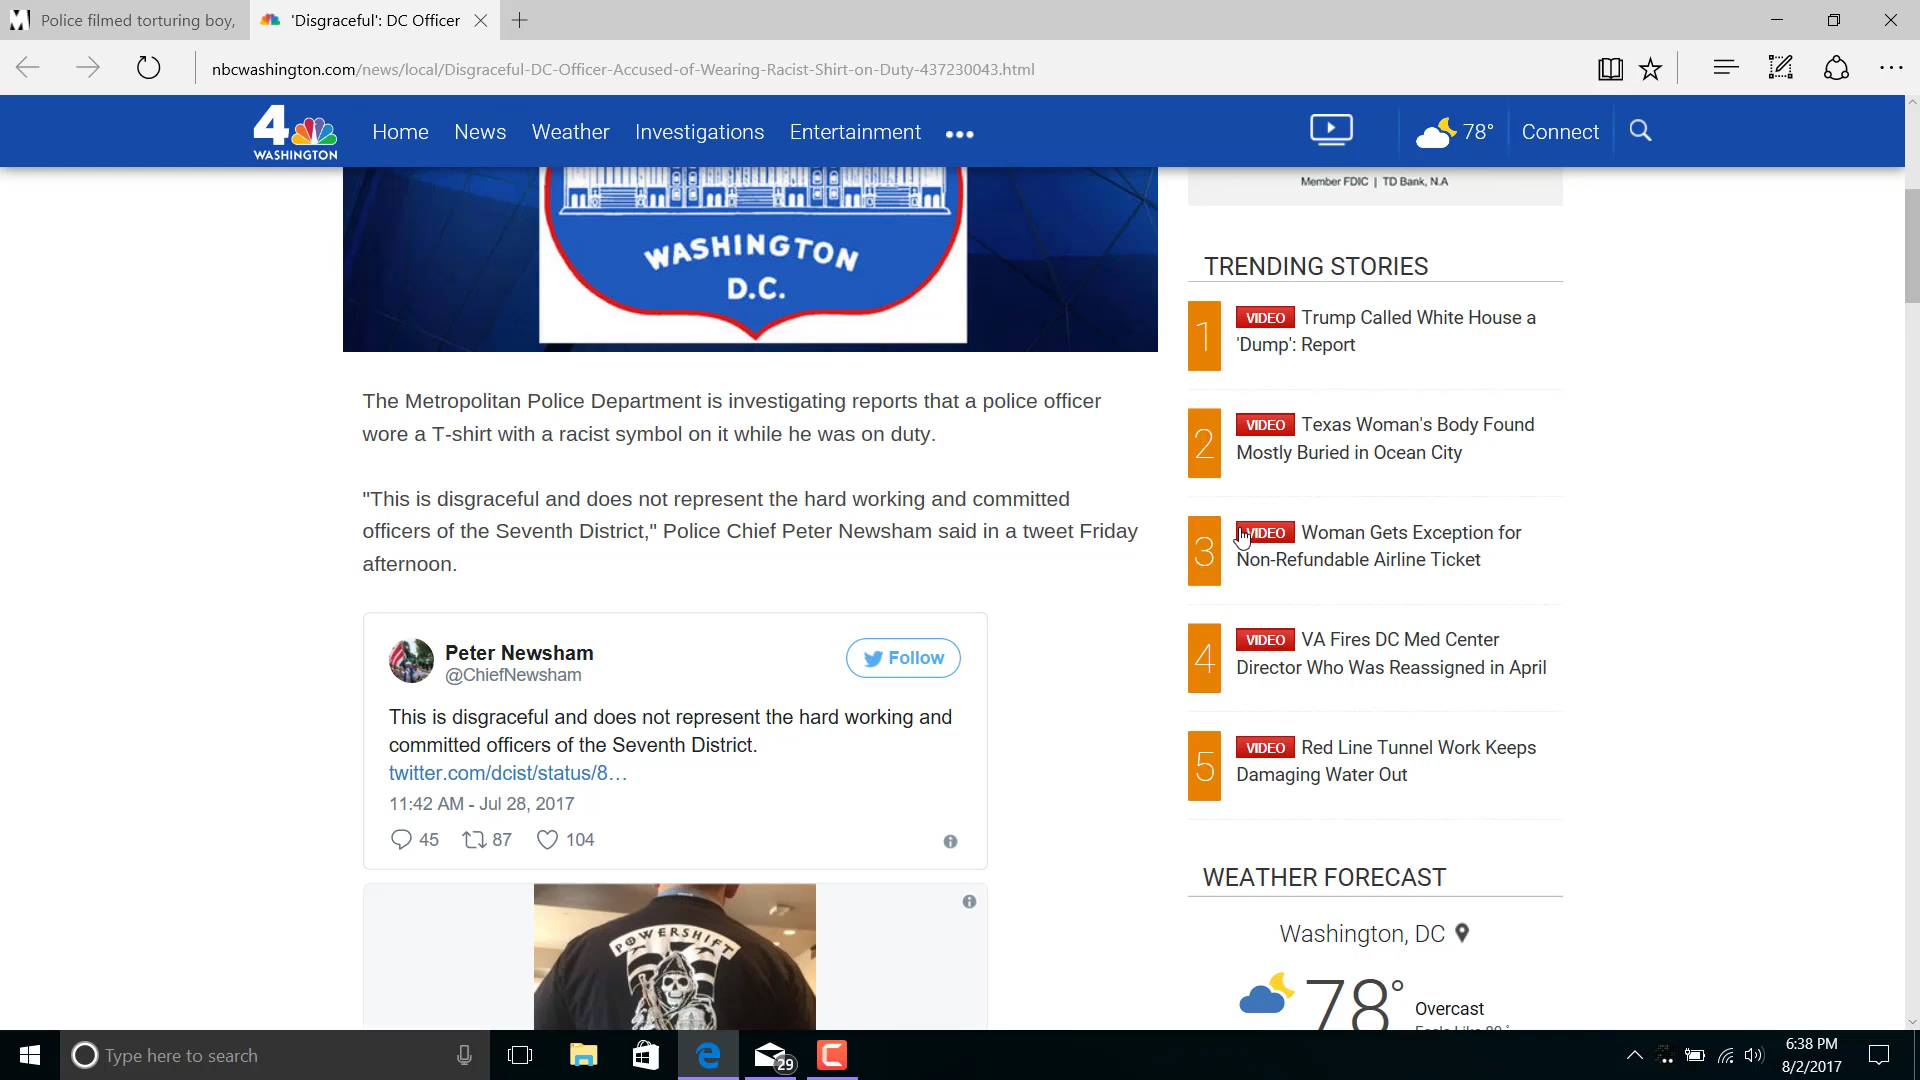 Police filmed torturing boy,
'Disgraceful': DC Officer
nbcwashington.com/news/local/Disgraceful-DC-Officer-Accused-of-Wearing-Racist-Shirt-on-Duty-437230043.html
4
WASHINGTON
Home
News
Weather
Investigations
Entertainment
78°
Connect
WASHINGTON
D.C.
The Metropolitan Police Department is investigating reports that a police officer
wore a T-shirt with a racist symbol on it while he was on duty.
"This is disgraceful and does not represent the hard working and committed
officers of the Seventh District," Police Chief Peter Newsham said in a tweet Friday
afternoon.
Peter Newsham
@ChiefNewsham
Follow
This is disgraceful and does not represent the hard working and
committed officers of the Seventh District.
twitter.com/dcist/status/8…
11:42 AM - Jul 28, 2017
45
87
104
POWERSHIFT
Member FDIC | TD Bank, N.A
TRENDING STORIES
1
VIDEO Trump Called White House a
'Dump': Report
2
VIDEO Texas Woman's Body Found
Mostly Buried in Ocean City
3
VIDEO Woman Gets Exception for
Non-Refundable Airline Ticket
4
VIDEO VA Fires DC Med Center
Director Who Was Reassigned in April
5
VIDEO Red Line Tunnel Work Keeps
Damaging Water Out
WEATHER FORECAST
Washington, DC
78°
Overcast
Type here to search
29
6:38 PM
8/2/2017